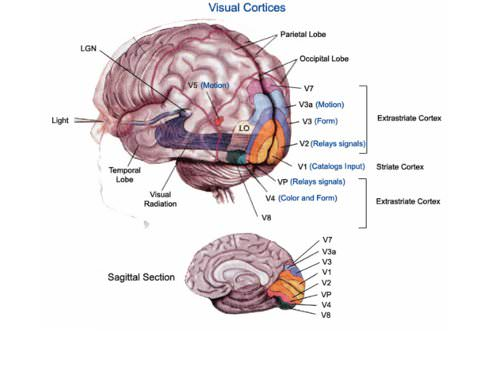 Visual Cortices
Parietal Lobe
LGN
Occipital Lobe
V5 (Motion)
V7
V3a (Motion)
Light
V3 (Form)
Extrastriate Cortex
LO
V2 (Relays signals)
V1 (Catalogs Input)
Striate Cortex
Temporal
Lobe
VP (Relays signals)
Visual
Radiation
V4 (Color and Form)
Extrastriate Cortex
V8
Sagittal Section
V7
V3a
V3
V1
V2
VP
V4
V8